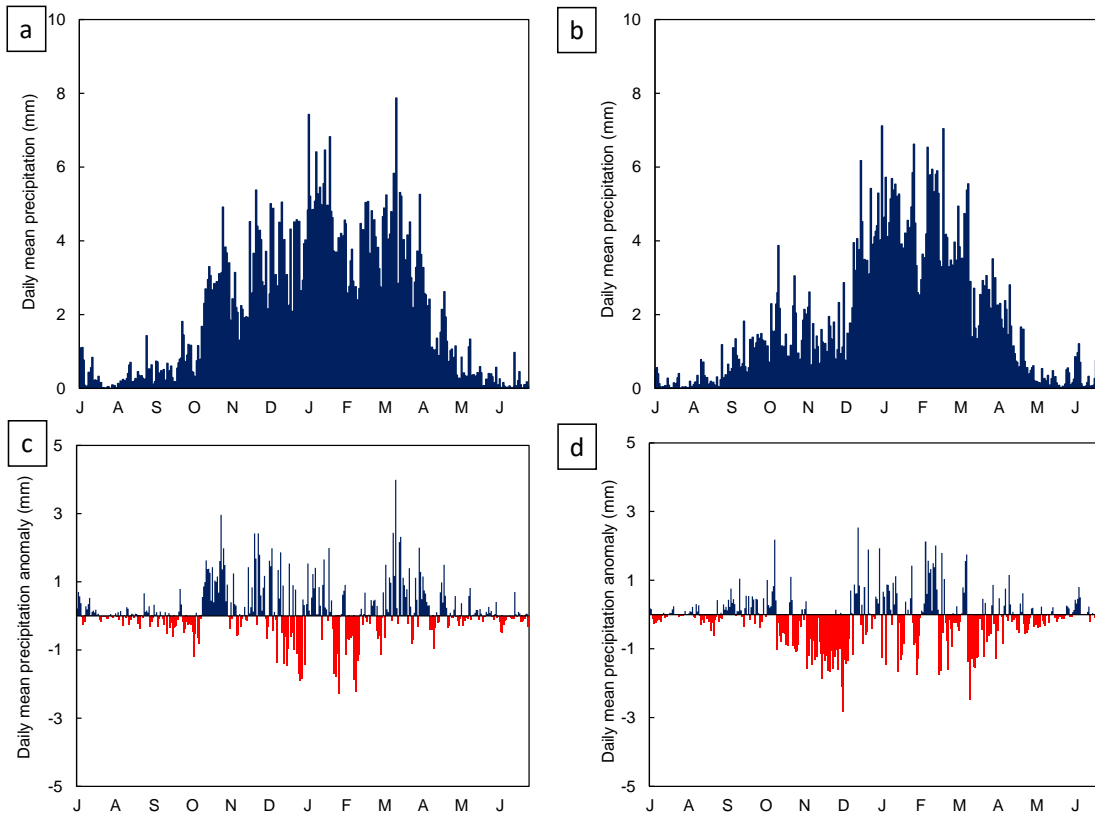 a
Daily mean precipitation (mm)
10
8
6
4
2
0
J A S O N D J F M A M J
b
Daily mean precipitation (mm)
10
8
6
4
2
0
J A S O N D J F M A M J
c
Daily mean precipitation anomaly (mm)
5
3
1
-1
-3
-5
J A S O N D J F M A M J
d
Daily mean precipitation anomaly (mm)
5
3
1
-1
-3
-5
J A S O N D J F M A M J